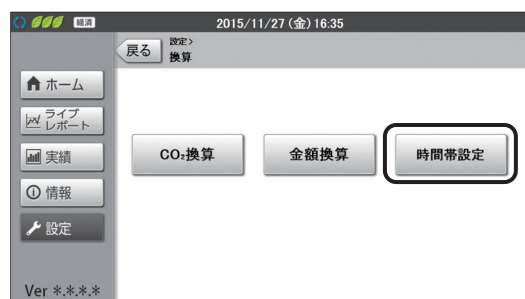 経済
2015/11/27(金)16:35
戻る
設定>
換算
ホーム
ライブ
レポート
実績
情報
設定
CO₂換算
金額換算
時間帯設定
Ver *.*.*.*